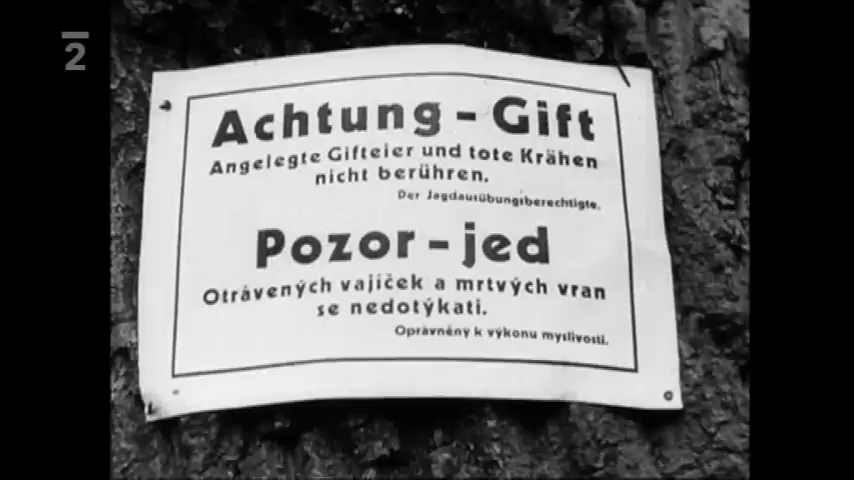 2
Achtung - Gift
Angelegte Gifteier und tote Krähen
nicht berühren.
Der Jagdausübungsberechtigte.
Pozor - jed
Otrávených vajíček a mrtvých vran
se nedotýkati.
Oprávněný k výkonu myslivosti.